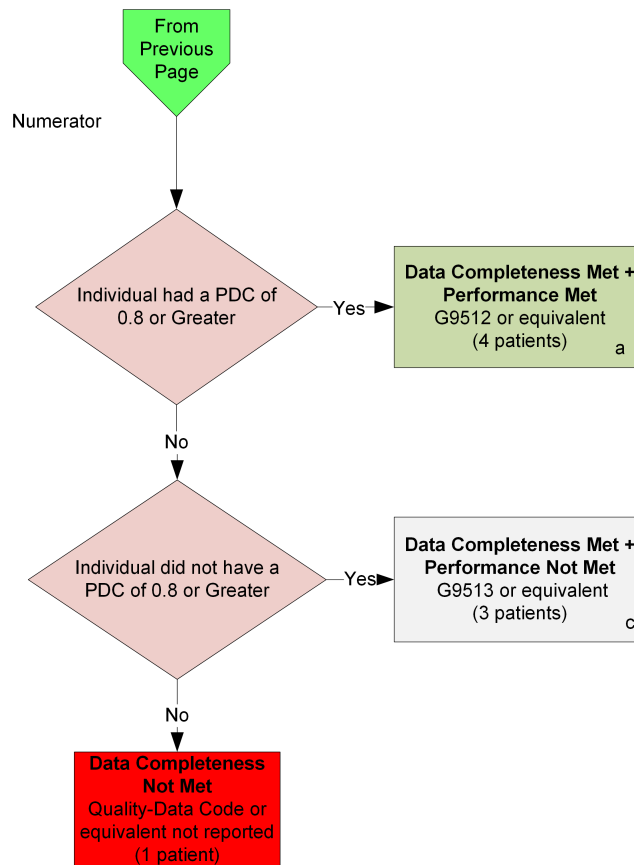 From
Previous
Page
Numerator
Individual had a PDC of
0.8 or Greater
Yes
Data Completeness Met +
Performance Met
G9512 or equivalent
(4 patients)
a
No
Individual did not have a
PDC of 0.8 or Greater
Yes
Data Completeness Met +
Performance Not Met
G9513 or equivalent
(3 patients)
c
No
Data Completeness
Not Met
Quality-Data Code or
equivalent not reported
(1 patient)